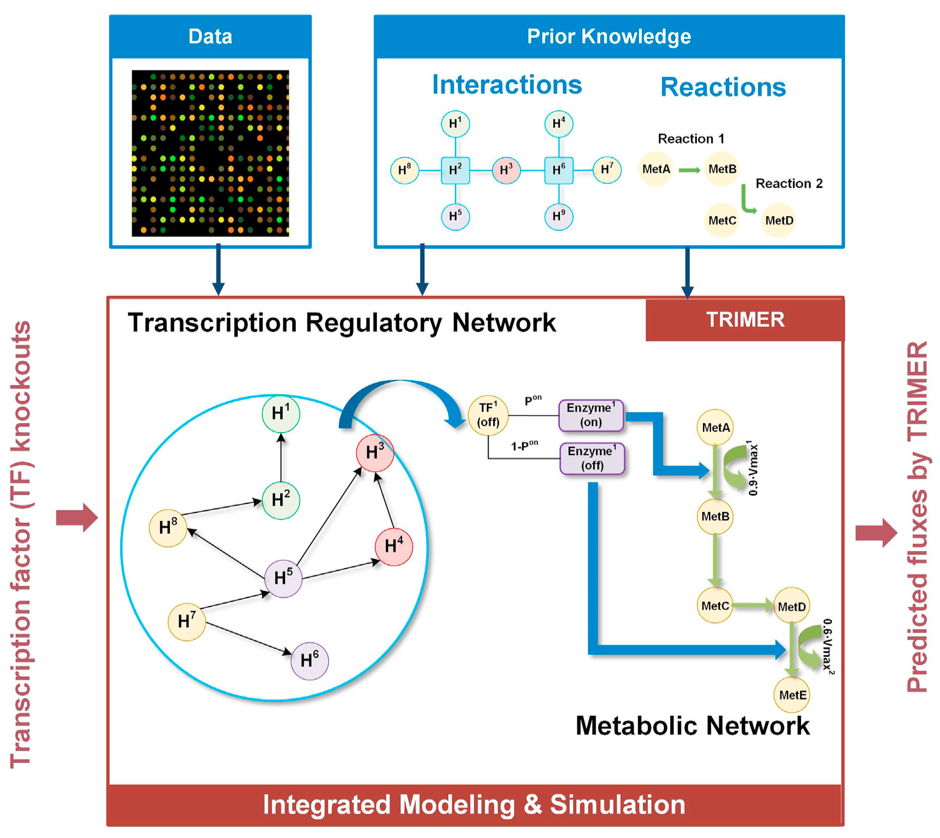 Data
Prior Knowledge
Interactions
Reactions
H1
H4
H8
H2
H3
H6
H7
H5
H9
Reaction 1
MetA
MetB
Reaction 2
MetC
MetD
Transcription factor (TF) knockouts
Transcription Regulatory Network
TRIMER
H1
H3
H2
H8
H4
H5
H7
H6
TF1
(off)
Pon
Enzyme1
(on)
1-Pon
Enzyme1
(off)
MetA
0.9·Vmax1
MetB
MetC
MetD
0.6·Vmax2
MetE
Metabolic Network
Integrated Modeling & Simulation
Predicted fluxes by TRIMER